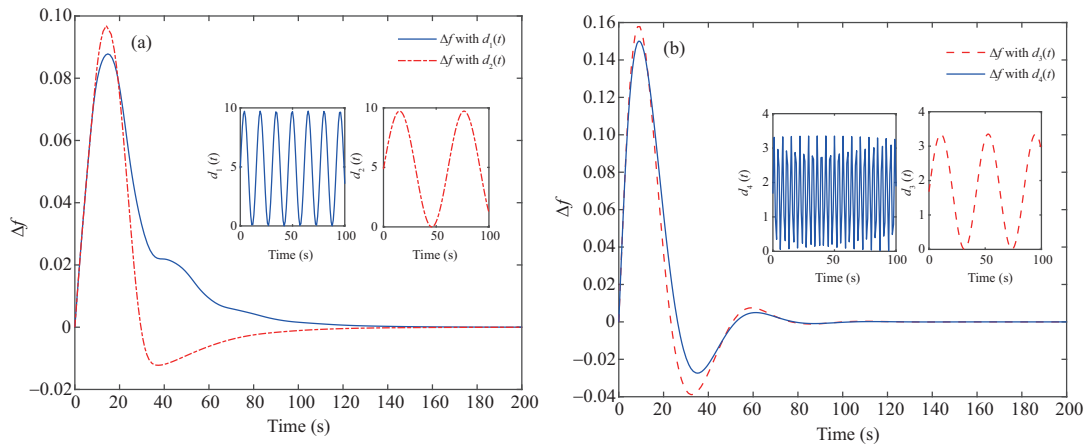 (a)
Δf with d₁(t)
Δf with d₂(t)
0.10
0.08
0.06
0.04
0.02
0
−0.02
Δf
0 20 40 60 80 100 120 140 160 180 200
Time (s)
10
5
0
d₁(t)
0 50 100
Time (s)
10
5
0
d₂(t)
0 50 100
Time (s)
(b)
Δf with d₃(t)
Δf with d₄(t)
0.16
0.14
0.12
0.10
0.08
0.06
0.04
0.02
0
−0.02
−0.04
Δf
0 20 40 60 80 100 120 140 160 180 200
Time (s)
4
3
2
1
0
d₄(t)
0 50 100
Time (s)
4
3
2
1
0
d₃(t)
0 50 100
Time (s)